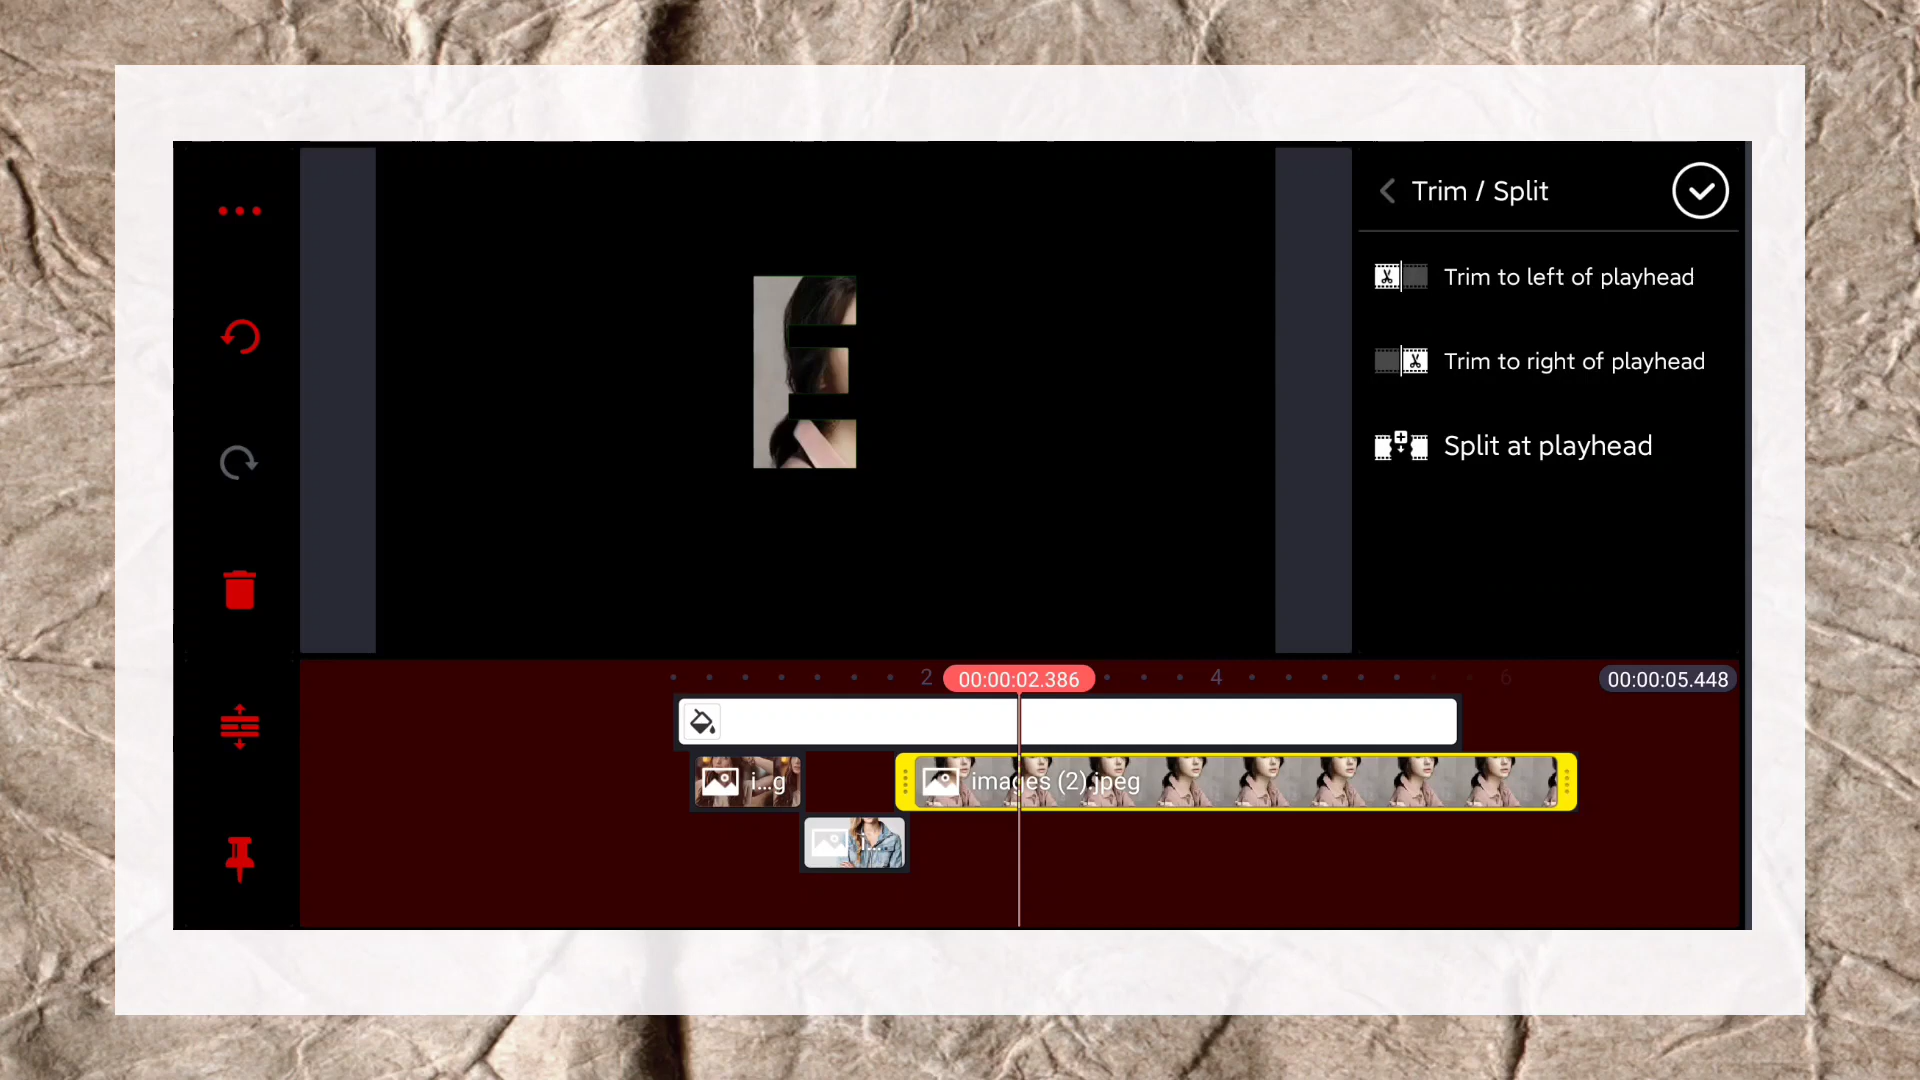 Trim / Split
Trim to left of playhead
Trim to right of playhead
Split at playhead
2
00:00:02.386
4
6
00:00:05.448
i...g
images (2).jpeg
i...
E